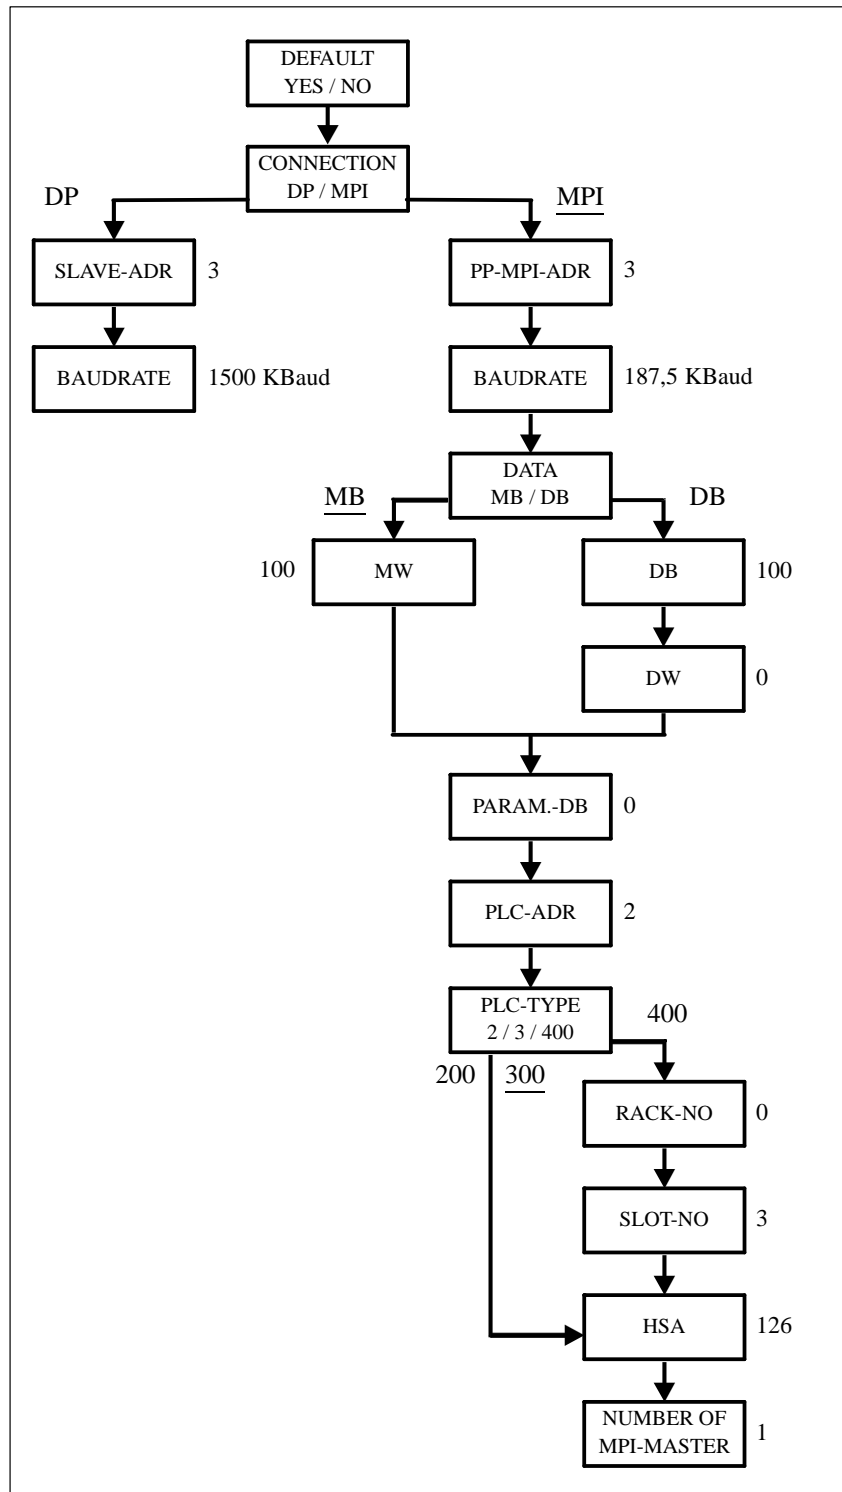 DEFAULT
YES / NO
CONNECTION
DP / MPI
DP
MPI
SLAVE-ADR
3
PP-MPI-ADR
3
BAUDRATE
1500 KBaud
BAUDRATE
187,5 KBaud
DATA
MB / DB
MB
DB
100
MW
DB
100
DW
0
PARAM.-DB
0
PLC-ADR
2
PLC-TYPE
2 / 3 / 400
400
200
300
RACK-NO
0
SLOT-NO
3
HSA
126
NUMBER OF
MPI-MASTER
1